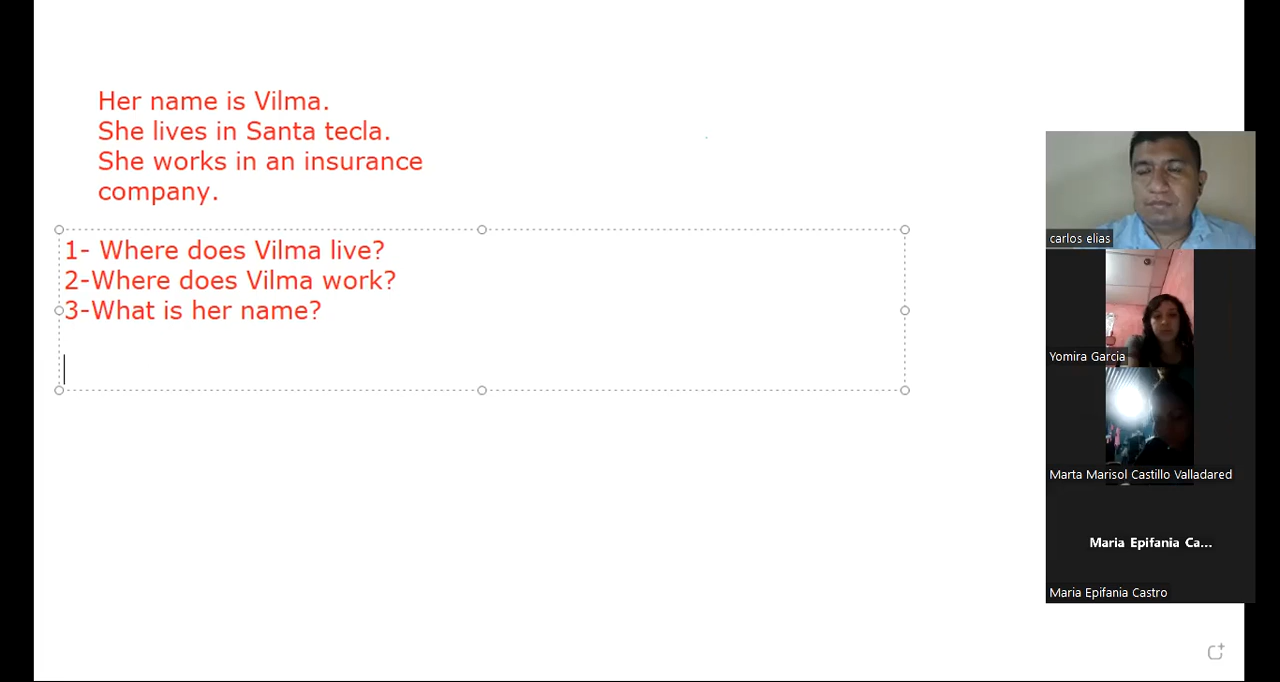 Her name is Vilma.
She lives in Santa tecla.
She works in an insurance
company.
1- Where does Vilma live?
2-Where does Vilma work?
3-What is her name?
carlos elias
Yomira Garcia
Marta Marisol Castillo Valladared
Maria Epifania Ca...
Maria Epifania Castro